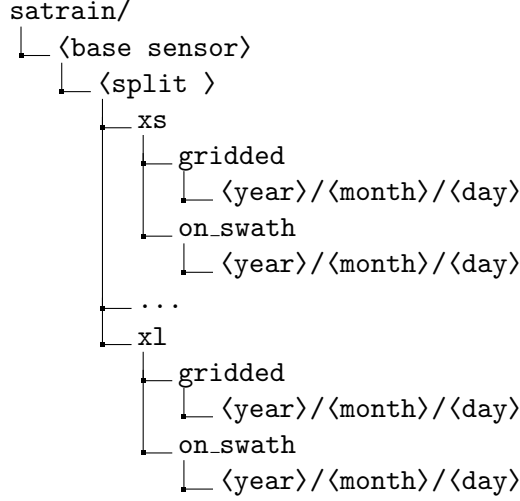 satrain/
⟨base sensor⟩
⟨split ⟩
xs
gridded
⟨year⟩/⟨month⟩/⟨day⟩
on_swath
⟨year⟩/⟨month⟩/⟨day⟩
...
xl
gridded
⟨year⟩/⟨month⟩/⟨day⟩
on_swath
⟨year⟩/⟨month⟩/⟨day⟩